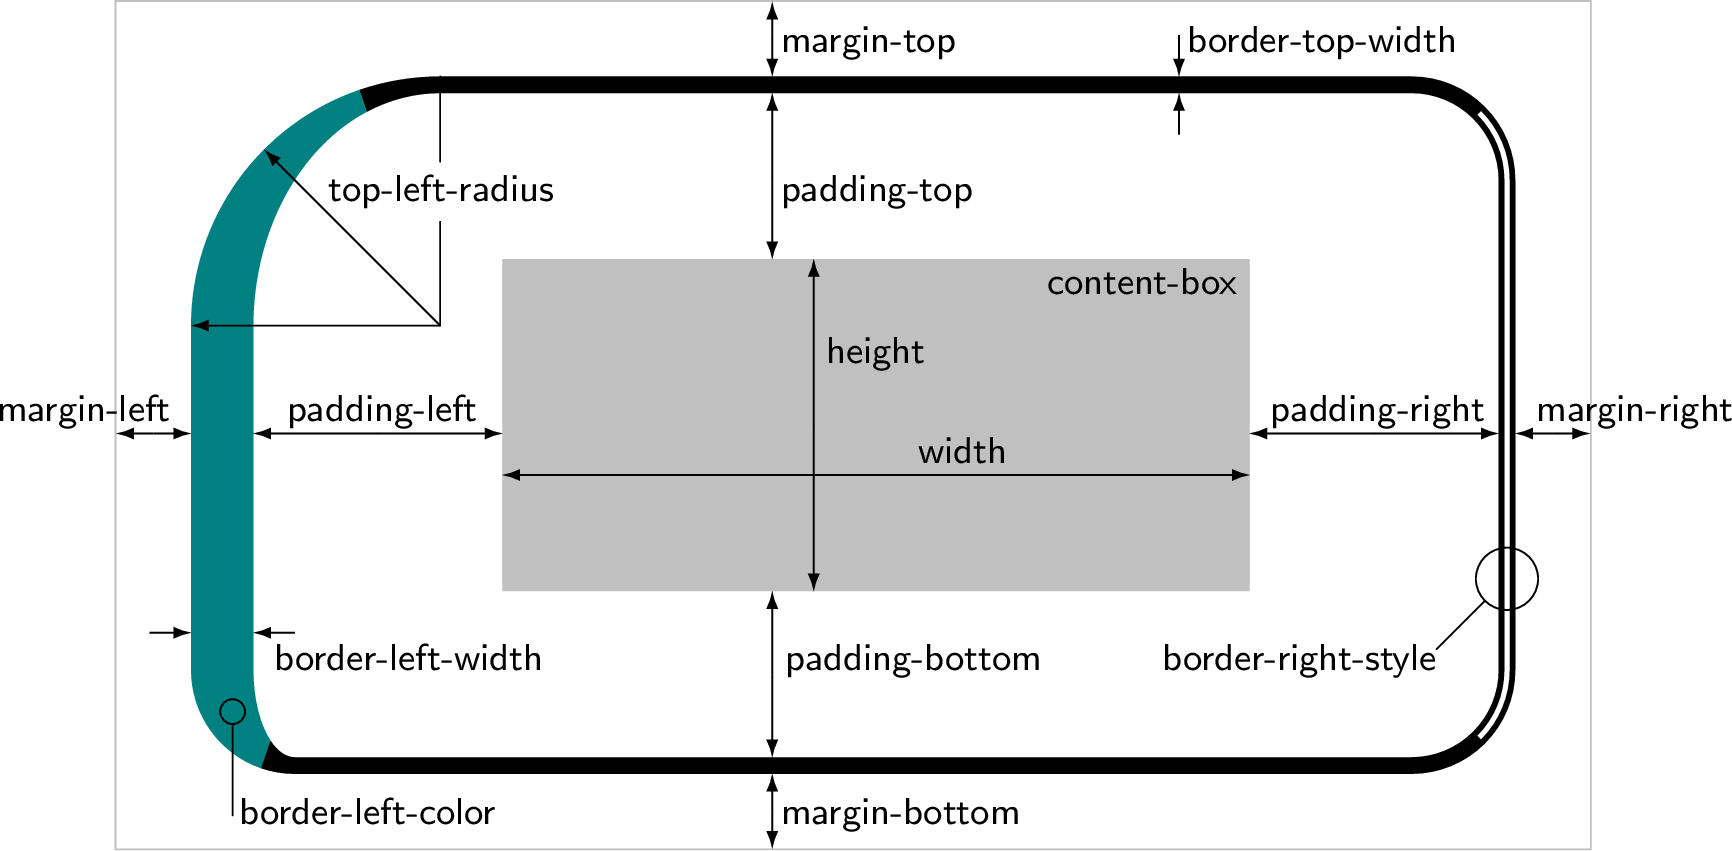 margin-top
border-top-width
top-left-radius
padding-top
content-box
height
margin-left
padding-left
padding-right
margin-right
width
border-left-width
padding-bottom
border-right-style
border-left-color
margin-bottom